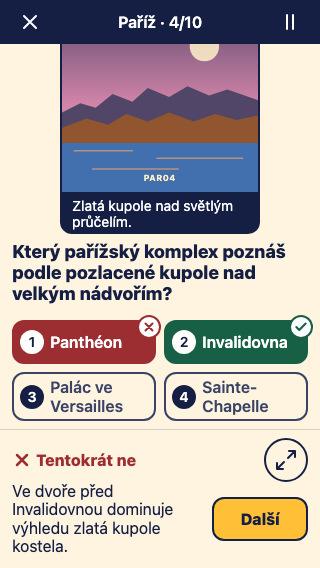 Paříž · 4/10
PAR04
Zlatá kupole nad světlým
průčelím.
Který pařížský komplex poznáš
podle pozlacené kupole nad
velkým nádvořím?
1 Panthéon
2 Invalidovna
3 Palác ve
Versailles
4 Sainte-
Chapelle
Tentokrát ne
Ve dvoře před
Invalidovnou dominuje
výhledu zlatá kupole
kostela.
Další